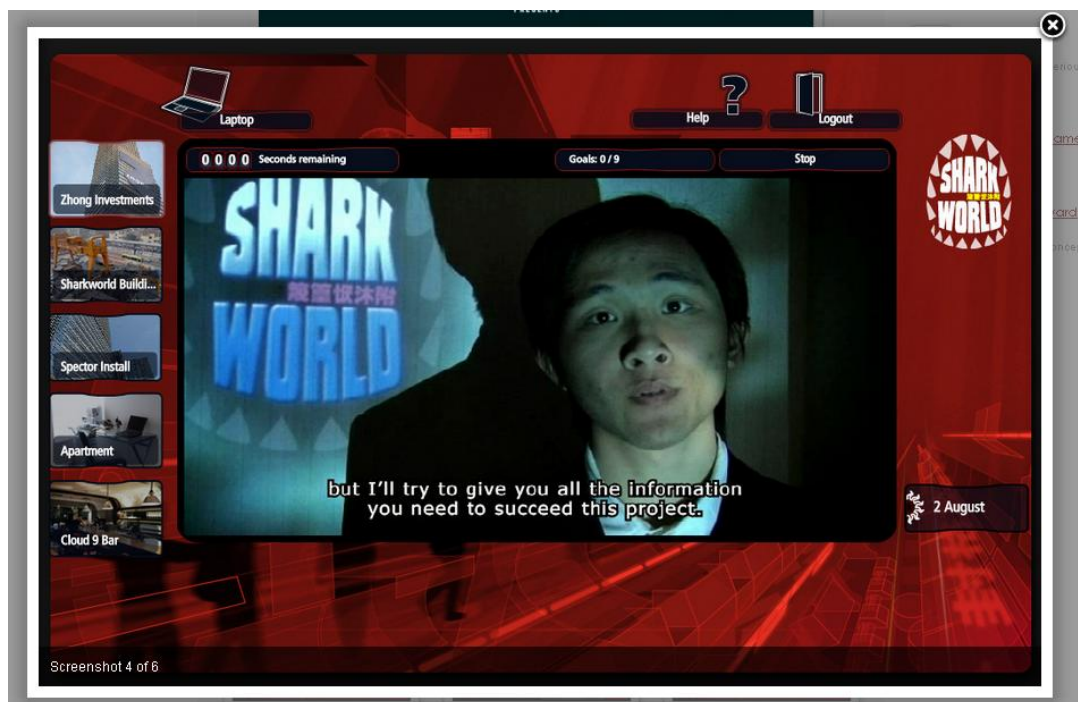 PRESENTS
Laptop
Help
Logout
0 0 0 0 Seconds remaining
Goals: 0 / 9
Stop
Zhong Investments
Sharkworld Buildi...
Spector Install
Apartment
Cloud 9 Bar
SHARK
WORLD
SHARK
WORLD
but I'll try to give you all the information
you need to succeed this project.
2 August
Screenshot 4 of 6